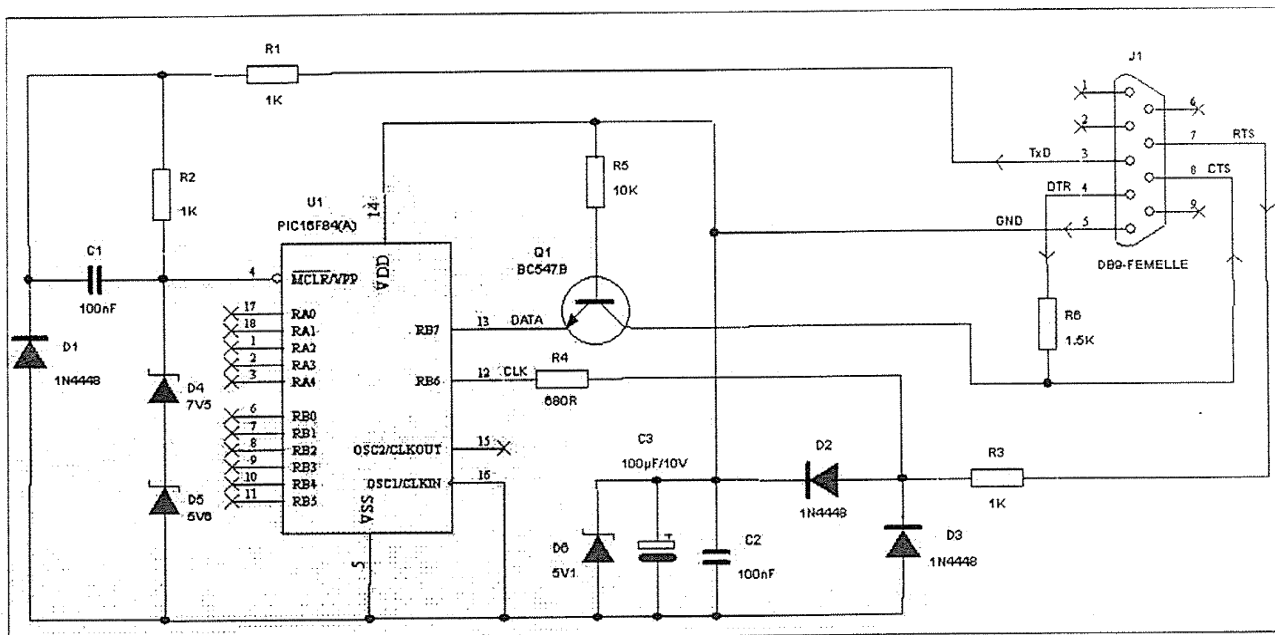 R1
1K
J1
1
6
2
7
RTS
TxD
3
8
CTS
DTR
4
9
GND
5
DB9-FEMELLE
R2
1K
R5
10K
U1
PIC16F84(A)
14
VDD
Q1
BC547B
C1
100nF
4
MCLR/VPP
17
RA0
18
RA1
1
RA2
2
RA3
3
RA4
RB7
13
DATA
R6
1.5K
D1
1N4448
D4
7V5
RB6
12
CLK
R4
680R
6
RB0
7
RB1
8
RB2
9
RB3
10
RB4
11
RB5
OSC2/CLKOUT
15
OSC1/CLKIN
16
VSS
5
D5
5V6
C3
100µF/10V
D2
1N4448
R3
1K
D6
5V1
C2
100nF
D3
1N4448